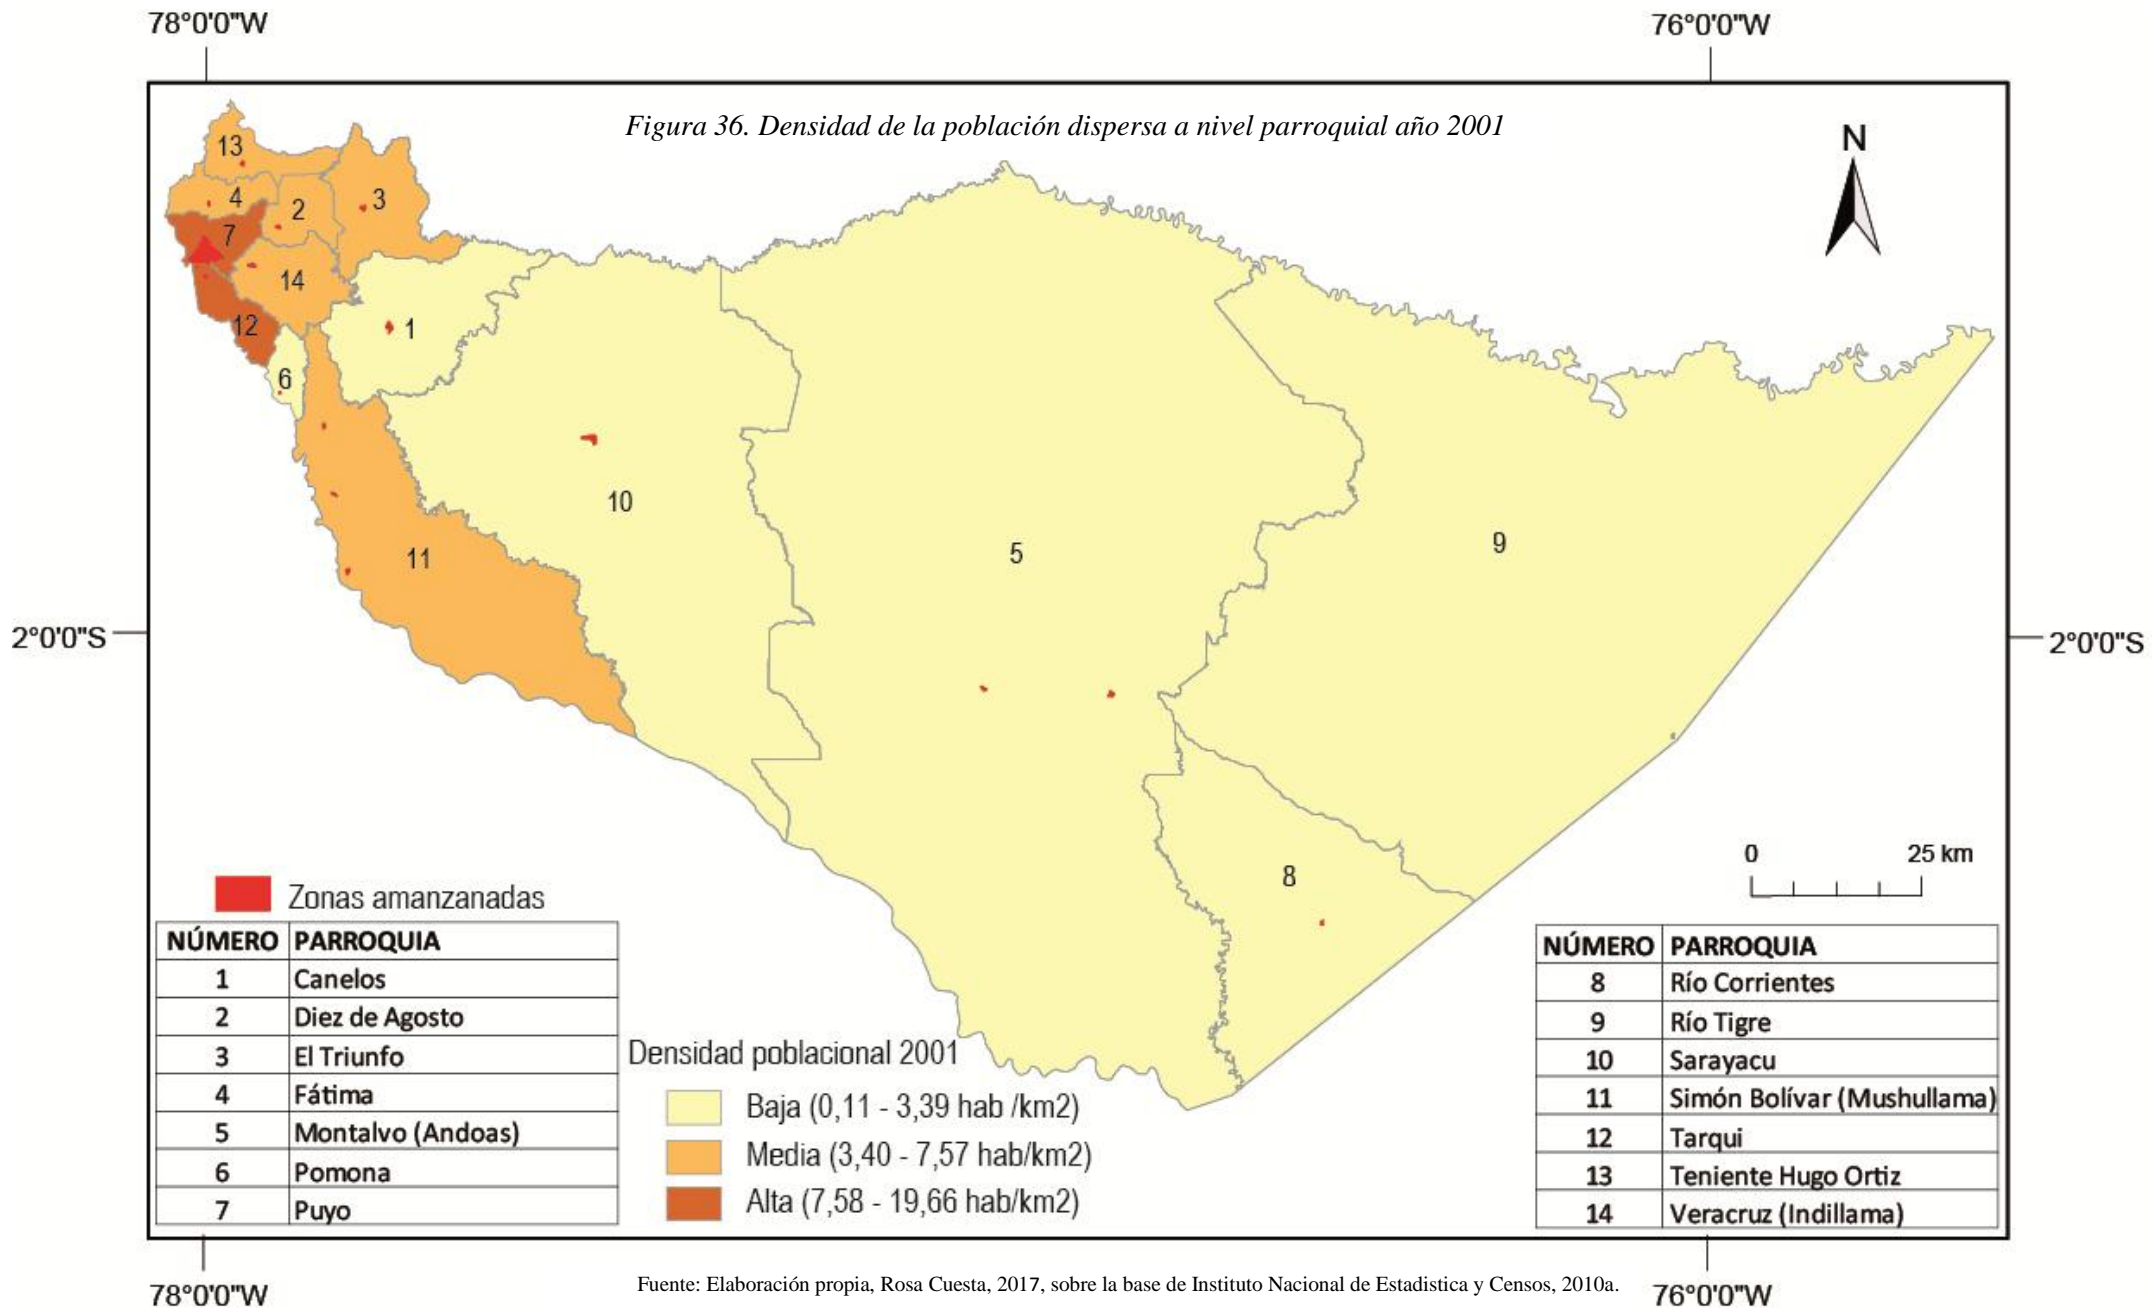 78°0'0"W
76°0'0"W
Figura 36. Densidad de la población dispersa a nivel parroquial año 2001
N
13
4
2
3
7
14
12
1
6
10
11
5
9
8
2°0'0"S
2°0'0"S
0 25 km
Zonas amanzanadas
NÚMERO PARROQUIA
1 Canelos
2 Diez de Agosto
3 El Triunfo
4 Fátima
5 Montalvo (Andoas)
6 Pomona
7 Puyo
Densidad poblacional 2001
Baja (0,11 - 3,39 hab /km2)
Media (3,40 - 7,57 hab/km2)
Alta (7,58 - 19,66 hab/km2)
NÚMERO PARROQUIA
8 Río Corrientes
9 Río Tigre
10 Sarayacu
11 Simón Bolívar (Mushullama)
12 Tarqui
13 Teniente Hugo Ortiz
14 Veracruz (Indillama)
78°0'0"W
Fuente: Elaboración propia, Rosa Cuesta, 2017, sobre la base de Instituto Nacional de Estadistica y Censos, 2010a.
76°0'0"W